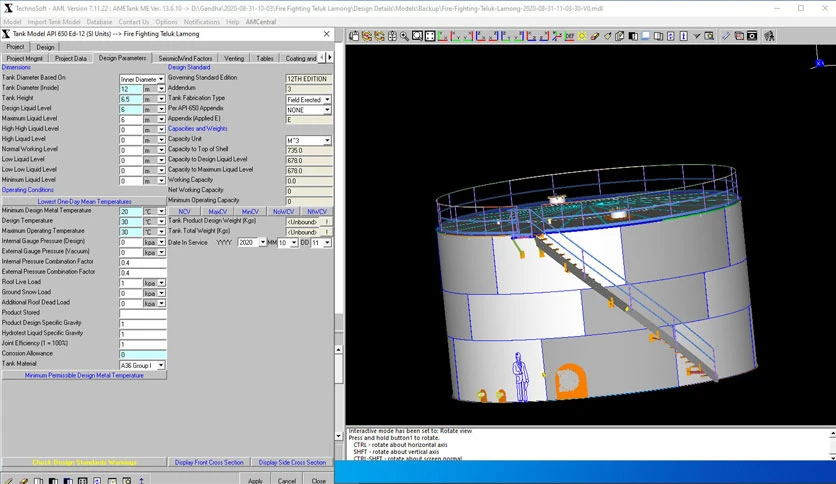 TechnoSoft - AML Version 7.11.22 : AMETank ME Ver. 13.6.10 -> D:\Gandha\2020-08-31-10-03\Fire Fighting Teluk Lamong\Design Details\Models\Backup\Fire-Fighting-Teluk-Lamong-2020-08-31-11-05-30-V0.mdl
Model Import Tank Model Database Contact Us Options Notifications Help AMCentral
Tank Model API 650 Ed-12 (SI Units) --> Fire Fighting Teluk Lamong
Project Design
Project Mngmt Project Data Design Parameters Seismic\Wind Factors Venting Tables Coating and
Dimensions
Tank Diameter Based On Inner Diamete
Tank Diameter (Inside) 12 m
Tank Height 6.5 m
Design Liquid Level 6 m
Maximum Liquid Level 6 m
High High Liquid Level 0 m
High Liquid Level 0 m
Normal Working Level 0 m
Low Liquid Level 0 m
Low Low Liquid Level 0 m
Minimum Liquid Level 0 m
Operating Conditions
Lowest One-Day Mean Temperatures
Minimum Design Metal Temperature 20 °C
Design Temperature 30 °C
Maximum Operating Temperature 30 °C
Internal Gauge Pressure (Design) 0 kpa
External Gauge Pressure (Vacuum) 0 kpa
Internal Pressure Combination Factor 0.4
External Pressure Combination Factor 0.4
Root Live Load 1 kpa
Ground Snow Load 0 kpa
Additional Roof Dead Load 0 kpa
Product Stored
Product Design Specific Gravity 1
Hydrotest Liquid Specific Gravity 1
Joint Efficiency (1 = 100%) 1
Corrosion Allowance 0
Tank Material A36 Group I
Minimum Permissible Design Metal Temperature
Design Standard
Governing Standard Edition 12TH EDITION
Addendum 3
Tank Fabrication Type Field Erected
Per API-650 Appendix NONE
Appendix (Applied E) E
Capacities and Weights
Capacity Unit M^3
Capacity to Top of Shell 735.0
Capacity to Design Liquid Level 678.0
Capacity to Maximum Liquid Level 678.0
Working Capacity 0.0
Net Working Capacity 0
Minimum Operating Capacity 0
NCV MaxCV MinCV NoWCV NtWCV
Tank Product Design Weight (Kgs) <Unbound> !
Tank Total Weight (Kgs) <Unbound> !
Date In Service YYYY 2020 MM 10 DD 11
Check Design Standards Warnings Display Front Cross Section Display Side Cross Section
Apply Cancel Close
Interactive mode has been set to: Rotate view
Press and hold button1 to rotate.
CTRL - rotate about horizontal axis
SHFT - rotate about vertical axis
CTRL-SHFT - rotate about screen normal